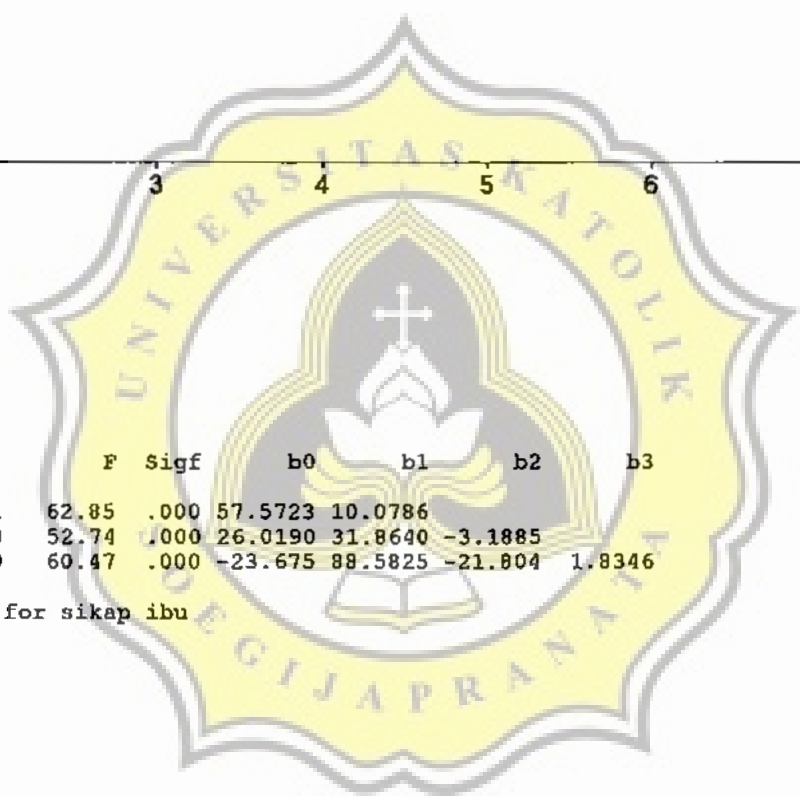 3 4 5 6
UNIVERSITAS KATOLIK
F Sigf b0 b1 b2 b3
62.85 .000 57.5723 10.0786
52.74 .000 26.0190 31.8640 -3.1885
60.47 .000 -23.675 88.5825 -21.804 1.8346
for sikap ibu
SOEGIJAPRANATA